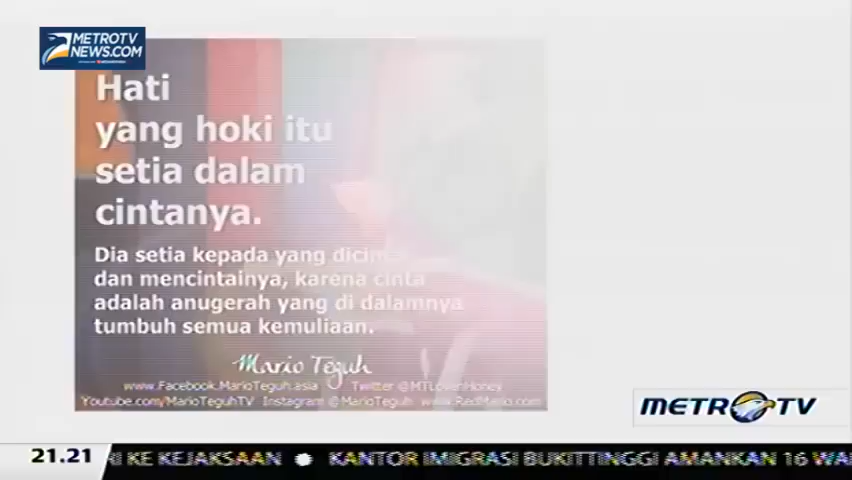 METROTV
NEWS.COM
Hati
yang hoki itu
setia dalam
cintanya.
Dia setia kepada yang
dan mencintainya, karena cinta
adalah anugerah yang di dalamnya
tumbuh semua kemuliaan.
Mario Teguh
www.Facebook.MarioTeguh.asia Twitter @MTLovenHoney
Youtube.com/MarioTeguhTV Instagram @MarioTeguh www.RedMario.com
METRO TV
21.21 RI KE KEJAKSAAN ● KANTOR IMIGRASI BUKITTINGGI AMANKAN 16 WA